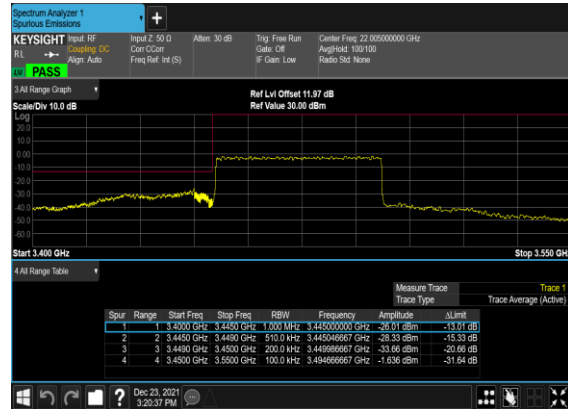 Spectrum Analyzer 1
Spurious Emissions
+
KEYSIGHT Input: RF Input Z: 50 Ω Atten: 30 dB Trig: Free Run Center Freq: 22.005000000 GHz
RL Coupling: DC Corr CCorr Gate: Off Avg|Hold: 100/100
Align: Auto Freq Ref: Int (S) IF Gain: Low Radio Std: None
LW PASS
3 All Range Graph Ref Lvl Offset 11.97 dB
Scale/Div 10.0 dB Ref Value 30.00 dBm
Log
20.0
10.0
0.00
-10.0
-20.0
-30.0
-40.0
-50.0
-60.0
Start 3.400 GHz Stop 3.550 GHz
4 All Range Table
Measure Trace Trace 1
Trace Type Trace Average (Active)
Spur Range Start Freq Stop Freq RBW Frequency Amplitude ΔLimit
1 1 3.4000 GHz 3.4450 GHz 1.000 MHz 3.445000000 GHz -26.01 dBm -13.01 dB
2 2 3.4450 GHz 3.4490 GHz 510.0 kHz 3.445046667 GHz -28.33 dBm -15.33 dB
3 3 3.4490 GHz 3.4500 GHz 200.0 kHz 3.449986667 GHz -33.66 dBm -20.66 dB
4 4 3.4500 GHz 3.5500 GHz 100.0 kHz 3.494666667 GHz -1.636 dBm -31.64 dB
? Dec 23, 2021
3:20:37 PM